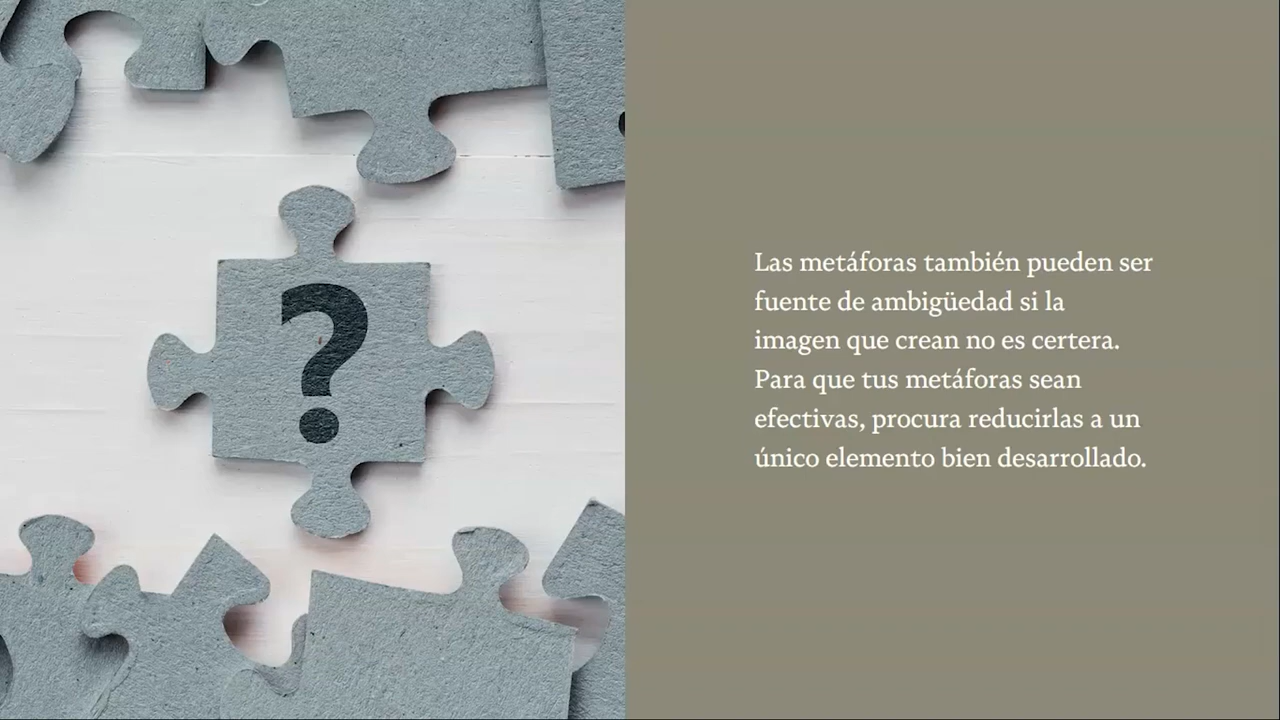 ?
Las metáforas también pueden ser
fuente de ambigüedad si la
imagen que crean no es certera.
Para que tus metáforas sean
efectivas, procura reducirlas a un
único elemento bien desarrollado.